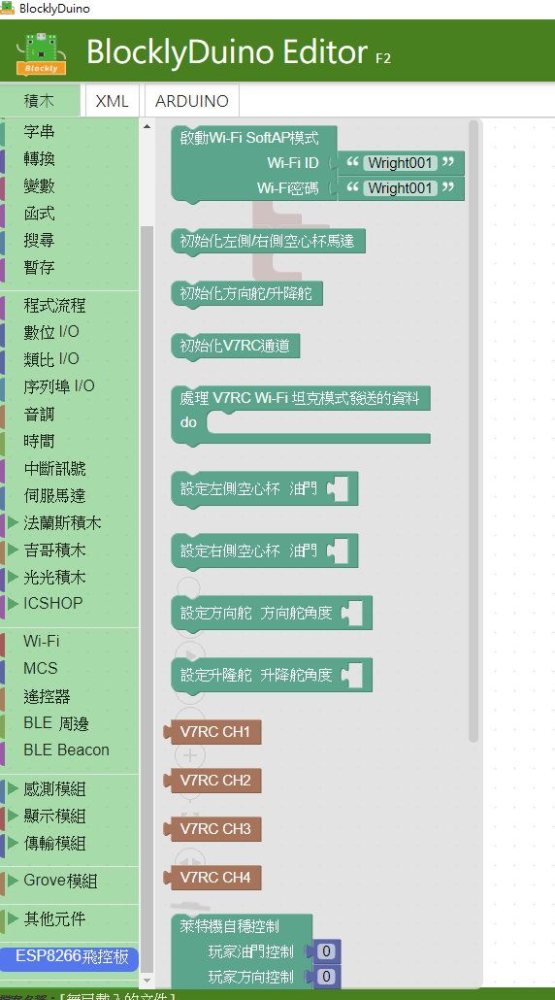 BlocklyDuino
Blockly
BlocklyDuino Editor F2
積木 XML ARDUINO
字串
轉換
變數
函式
搜尋
暫存
程式流程
數位 I/O
類比 I/O
序列埠 I/O
音調
時間
中斷訊號
伺服馬達
法蘭斯積木
吉哥積木
光光積木
ICSHOP
Wi-Fi
MCS
遙控器
BLE 周邊
BLE Beacon
感測模組
顯示模組
傳輸模組
Grove模組
其他元件
ESP8266飛控板
啟動Wi-Fi SoftAP模式
Wi-Fi ID “ Wright001 ”
Wi-Fi密碼 “ Wright001 ”
初始化左側/右側空心杯馬達
初始化方向舵/升降舵
初始化V7RC通道
處理 V7RC Wi-Fi 坦克模式發送的資料
do
設定左側空心杯 油門
設定右側空心杯 油門
設定方向舵 方向舵角度
設定升隆舵 升降舵角度
V7RC CH1
V7RC CH2
V7RC CH3
V7RC CH4
萊特機自穩控制
玩家油門控制 0
玩家方向控制 0